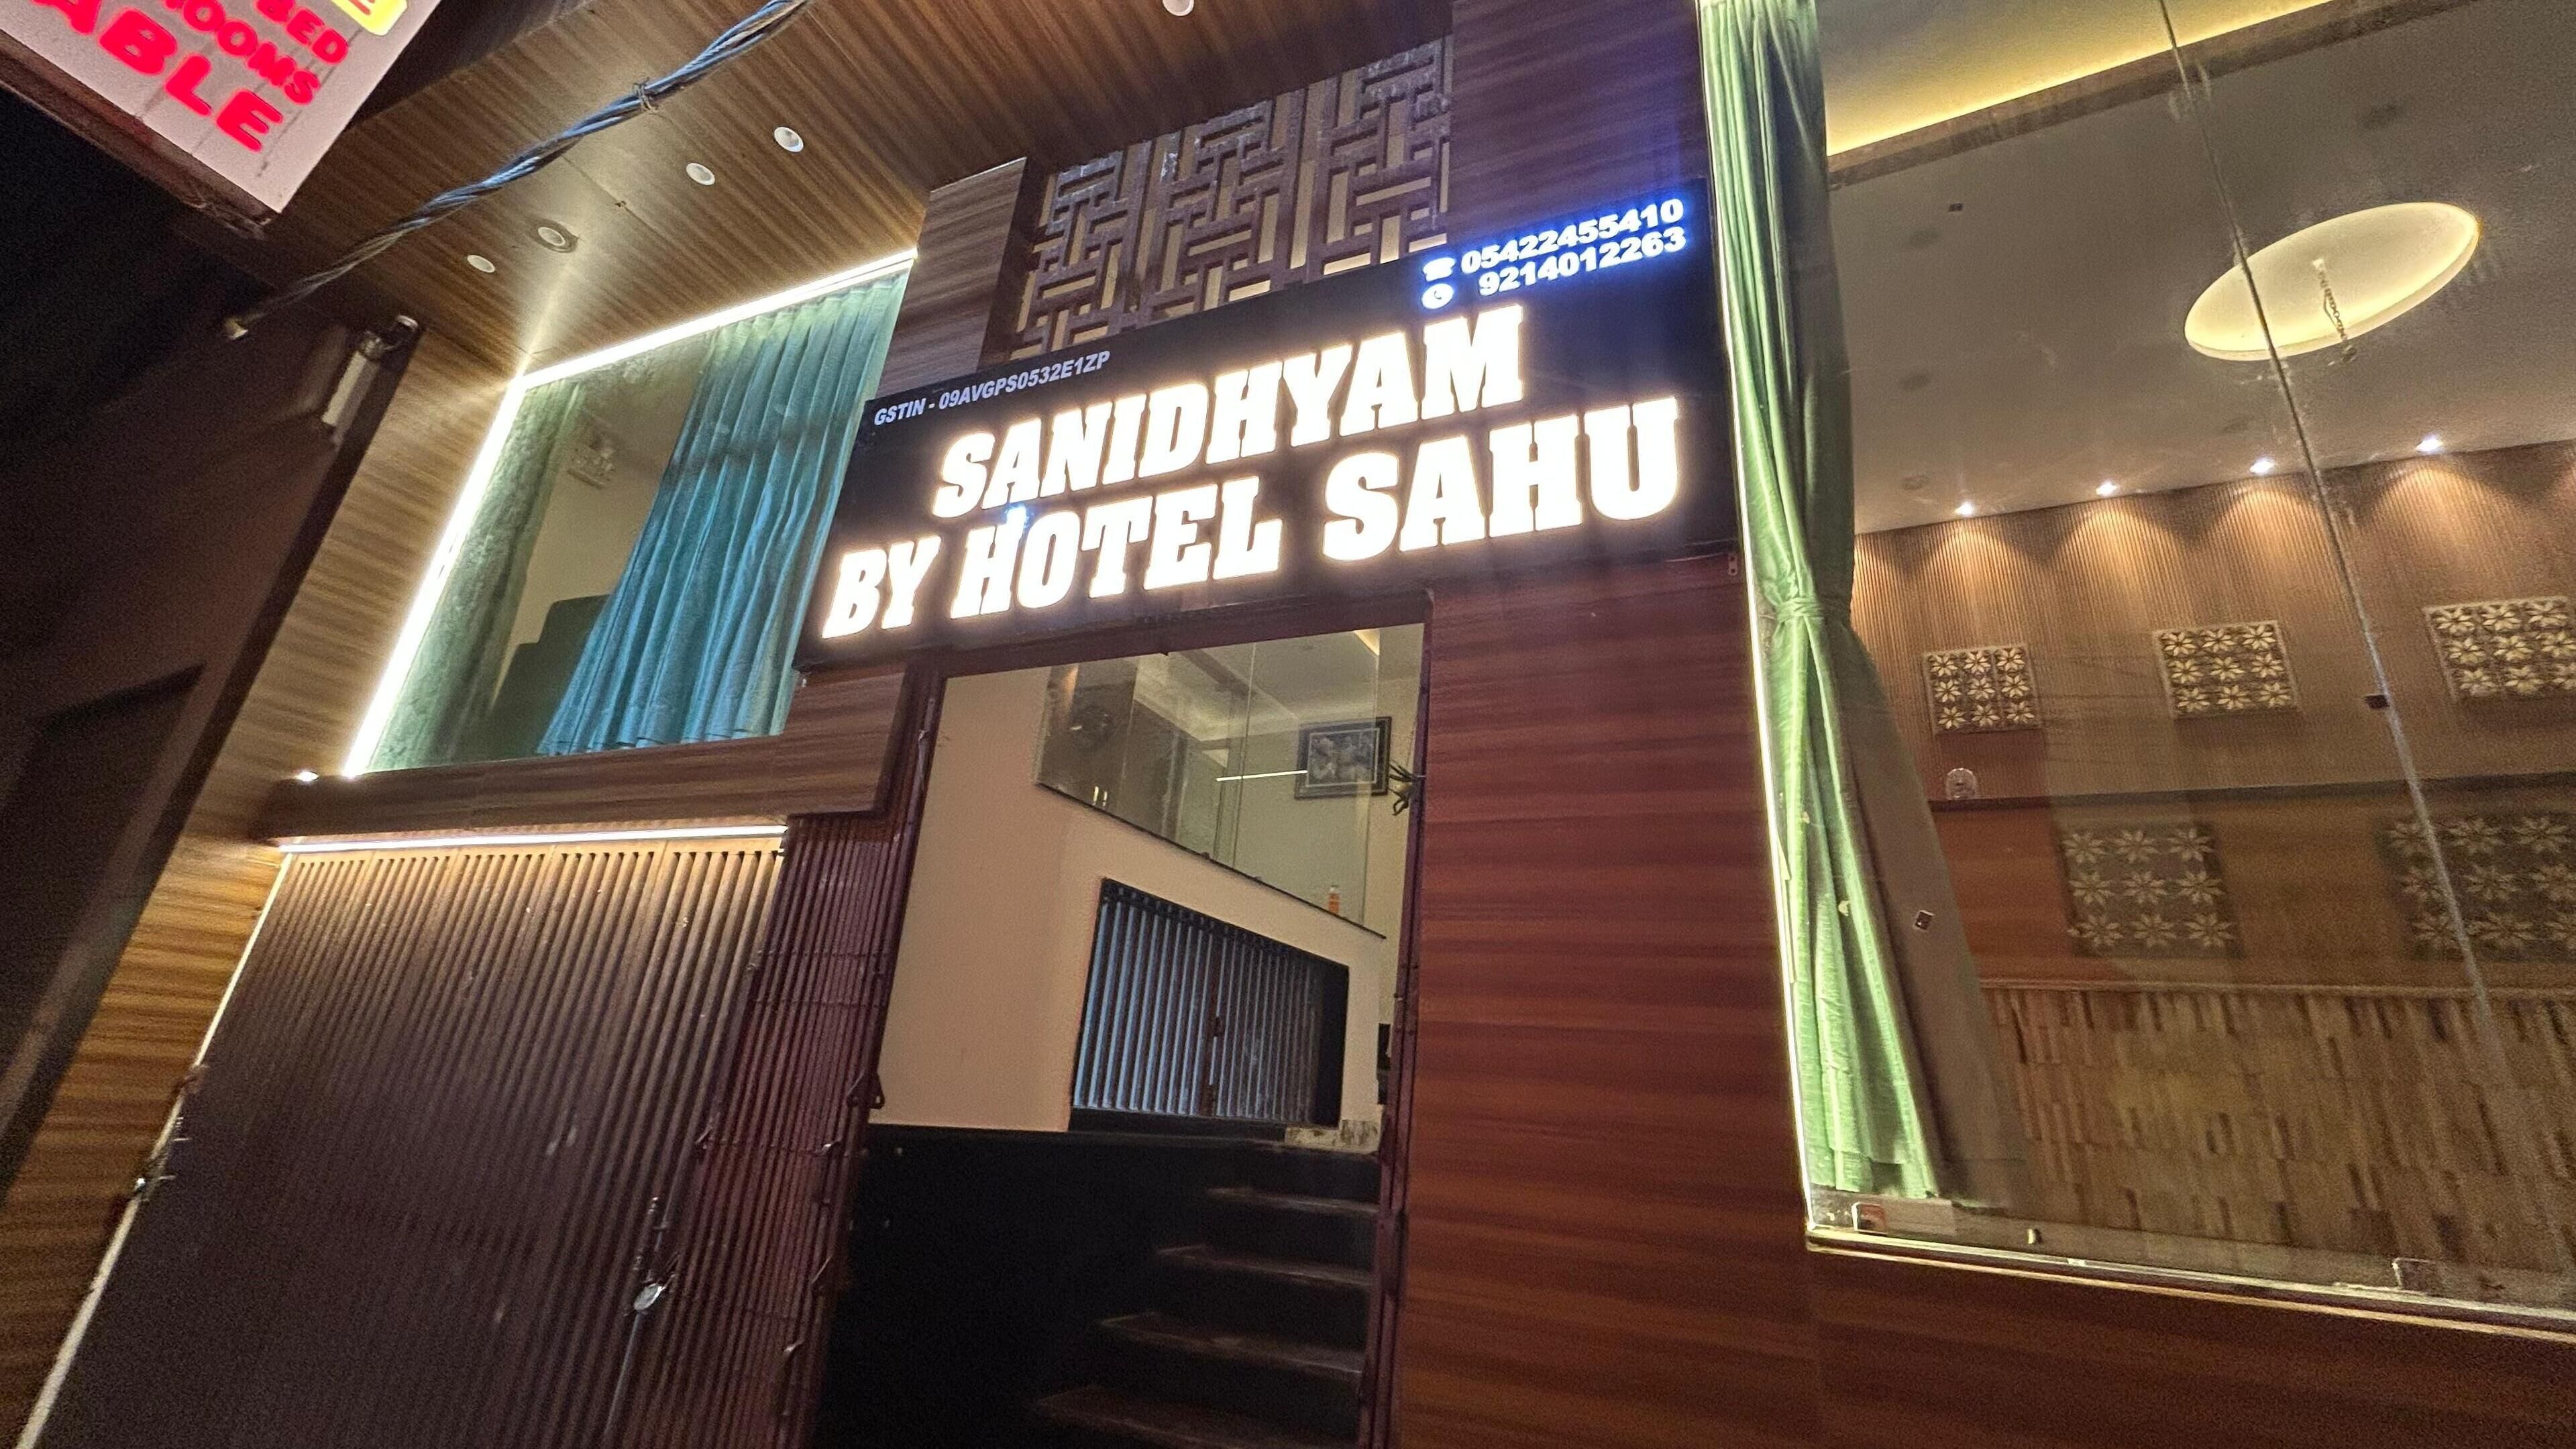 BED
ROOMS
ABLE
05422455410
9214012263
GSTIN - 09AVGPS0532E1ZP
SANIDHYAM
BY HOTEL SAHU